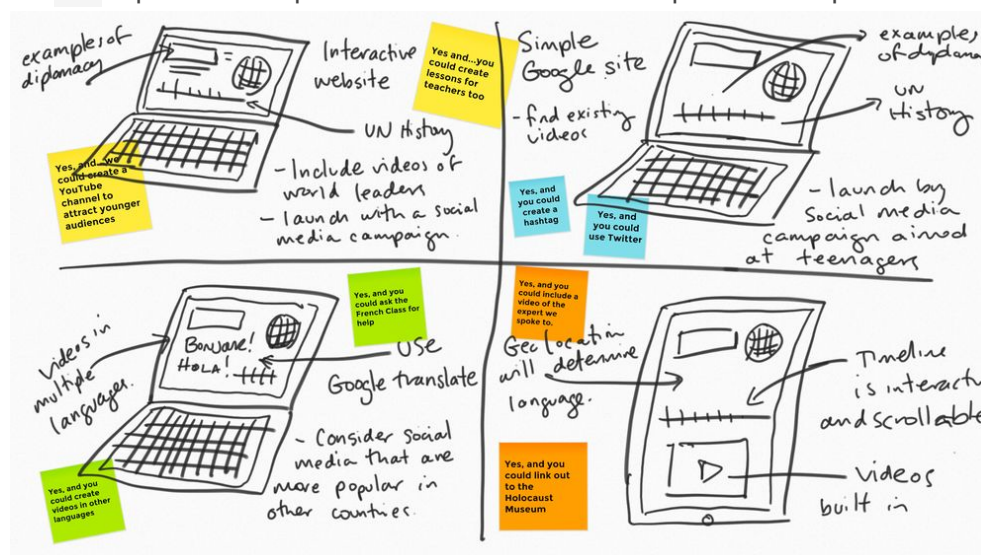 examples of
diplomacy
Interactive
website
UN History
- Include videos of
world leaders
- launch with a social
media campaign.
Yes and...you
could create
lessons for
teachers too
Yes, and...we
could create a
YouTube
channel to
attract younger
audiences
Simple
Google site
- find existing
videos
examples
of diploma
UN
History
- launch by
Social media
campaign aimed
at teenagers
Yes, and
you could
create a
hashtag
Yes, and
you could
use Twitter
Videos in
multiple
languages.
BONJOUR!
HOLA!
USE
Google translate
- Consider social
media that are
more popular in
other countries.
Yes, and you
could ask the
French Class for
help
Yes, and you
could create
videos in other
languages
Yes, and you
could include a
video of the
expert we
spoke to.
Geo location
will determine
language.
Timeline
is interactu
and scrollable
videos
built in
Yes, and you
could link out
to the
Holocaust
Museum